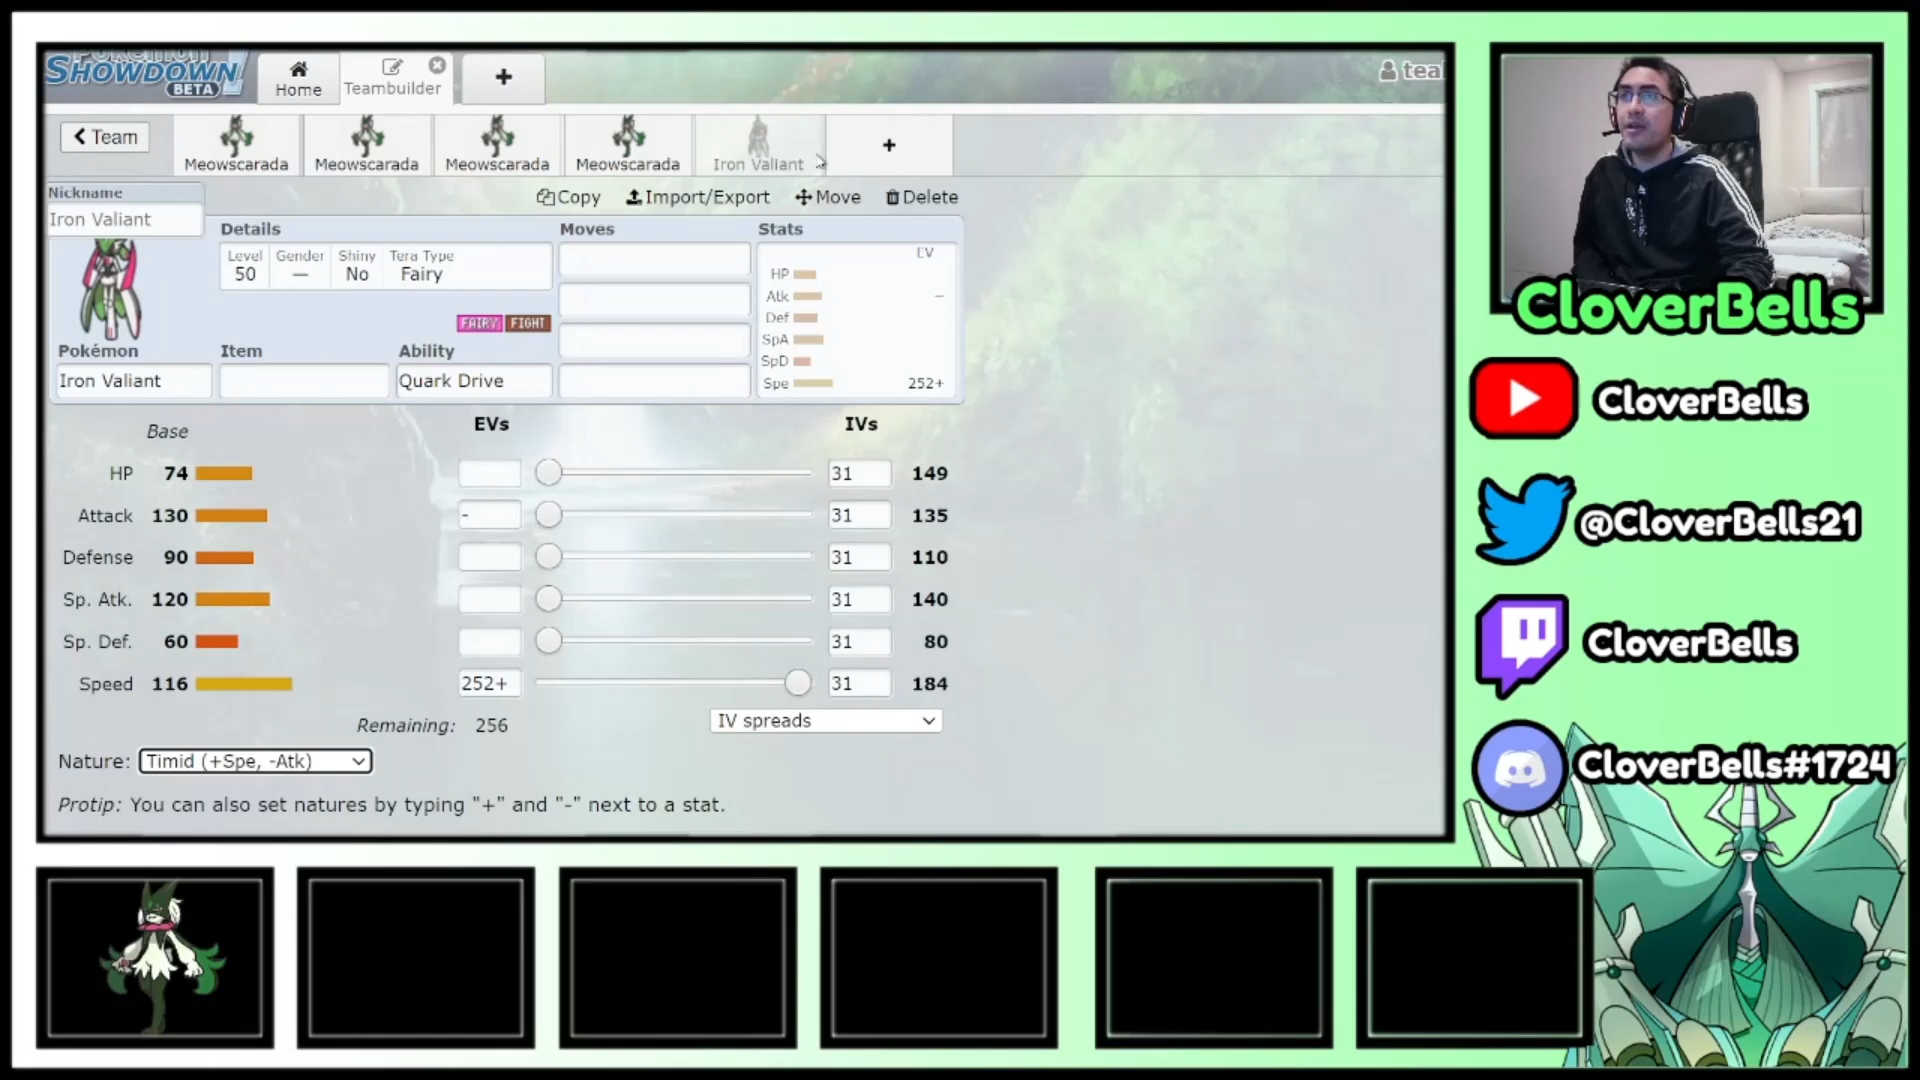 Pokémon
SHOWDOWN!
BETA
Home
Teambuilder
+
tea
Team
Meowscarada
Meowscarada
Meowscarada
Meowscarada
Iron Valiant
+
Copy
Import/Export
Move
Delete
Nickname
Iron Valiant
Details
Level
50
Gender
—
Shiny
No
Tera Type
Fairy
FAIRY FIGHT
Pokémon
Iron Valiant
Item
Ability
Quark Drive
Moves
Stats
EV
HP
Atk –
Def
SpA
SpD
Spe 252+
Base EVs IVs
HP 74 31 149
Attack 130 - 31 135
Defense 90 31 110
Sp. Atk. 120 31 140
Sp. Def. 60 31 80
Speed 116 252+ 31 184
Remaining: 256
IV spreads
Nature: Timid (+Spe, -Atk)
Protip: You can also set natures by typing "+" and "-" next to a stat.
CloverBells
CloverBells
@CloverBells21
CloverBells
CloverBells#1724